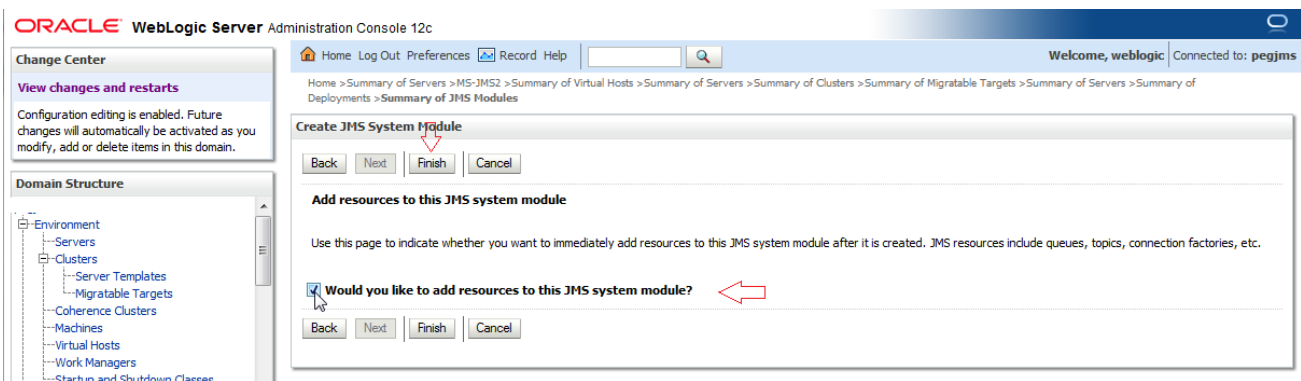 ORACLE WebLogic Server Administration Console 12c
Change Center
View changes and restarts
Configuration editing is enabled. Future
changes will automatically be activated as you
modify, add or delete items in this domain.
Domain Structure
Environment
Servers
Clusters
Server Templates
Migratable Targets
Coherence Clusters
Machines
Virtual Hosts
Work Managers
Startup and Shutdown Classes
Home Log Out Preferences Record Help
Welcome, weblogic Connected to: pegjms
Home >Summary of Servers >MS-JMS2 >Summary of Virtual Hosts >Summary of Servers >Summary of Clusters >Summary of Migratable Targets >Summary of Servers >Summary of
Deployments >Summary of JMS Modules
Create JMS System Module
Back Next Finish Cancel
Add resources to this JMS system module
Use this page to indicate whether you want to immediately add resources to this JMS system module after it is created. JMS resources include queues, topics, connection factories, etc.
Would you like to add resources to this JMS system module?
Back Next Finish Cancel